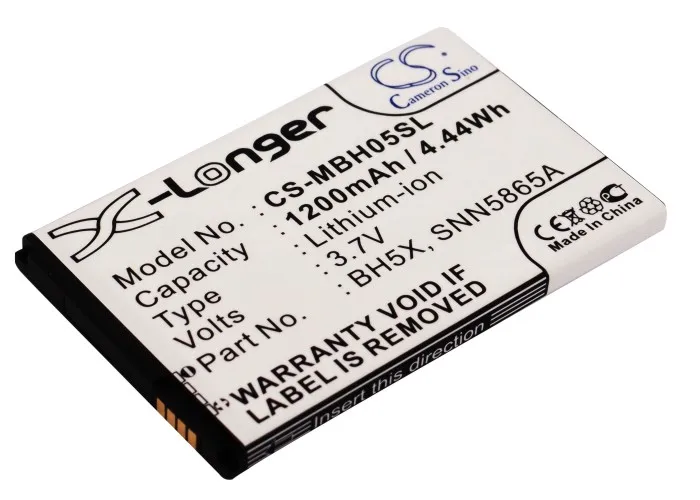 X-Longer
CS
Cameron Sino
Model No. : CS-MBH05SL
Capacity : 1200mAh / 4.44Wh
Type : Lithium-ion
Volts : 3.7V
Part No. : BH5X, SNN5865A
WARRANTY VOID IF
LABEL REMOVED
Insert this direction
CE
Made in China